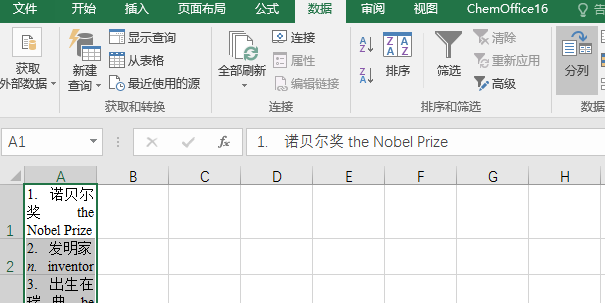 文件 开始 插入 页面布局 公式 数据 审阅 视图 ChemOffice16 告
获取
外部数据
新建
查询
显示查询
从表格
最近使用的源
获取和转换
全部刷新
连接
属性
编辑链接
连接
排序
筛选
清除
重新应用
高级
排序和筛选
分列
数据
A1 fx 1. 诺贝尔奖 the Nobel Prize
A B C D E F G H
1 1. 诺贝尔
奖 the
Nobel Prize
2 2. 发明家
n. inventor
3. 出生在
瑞典 be